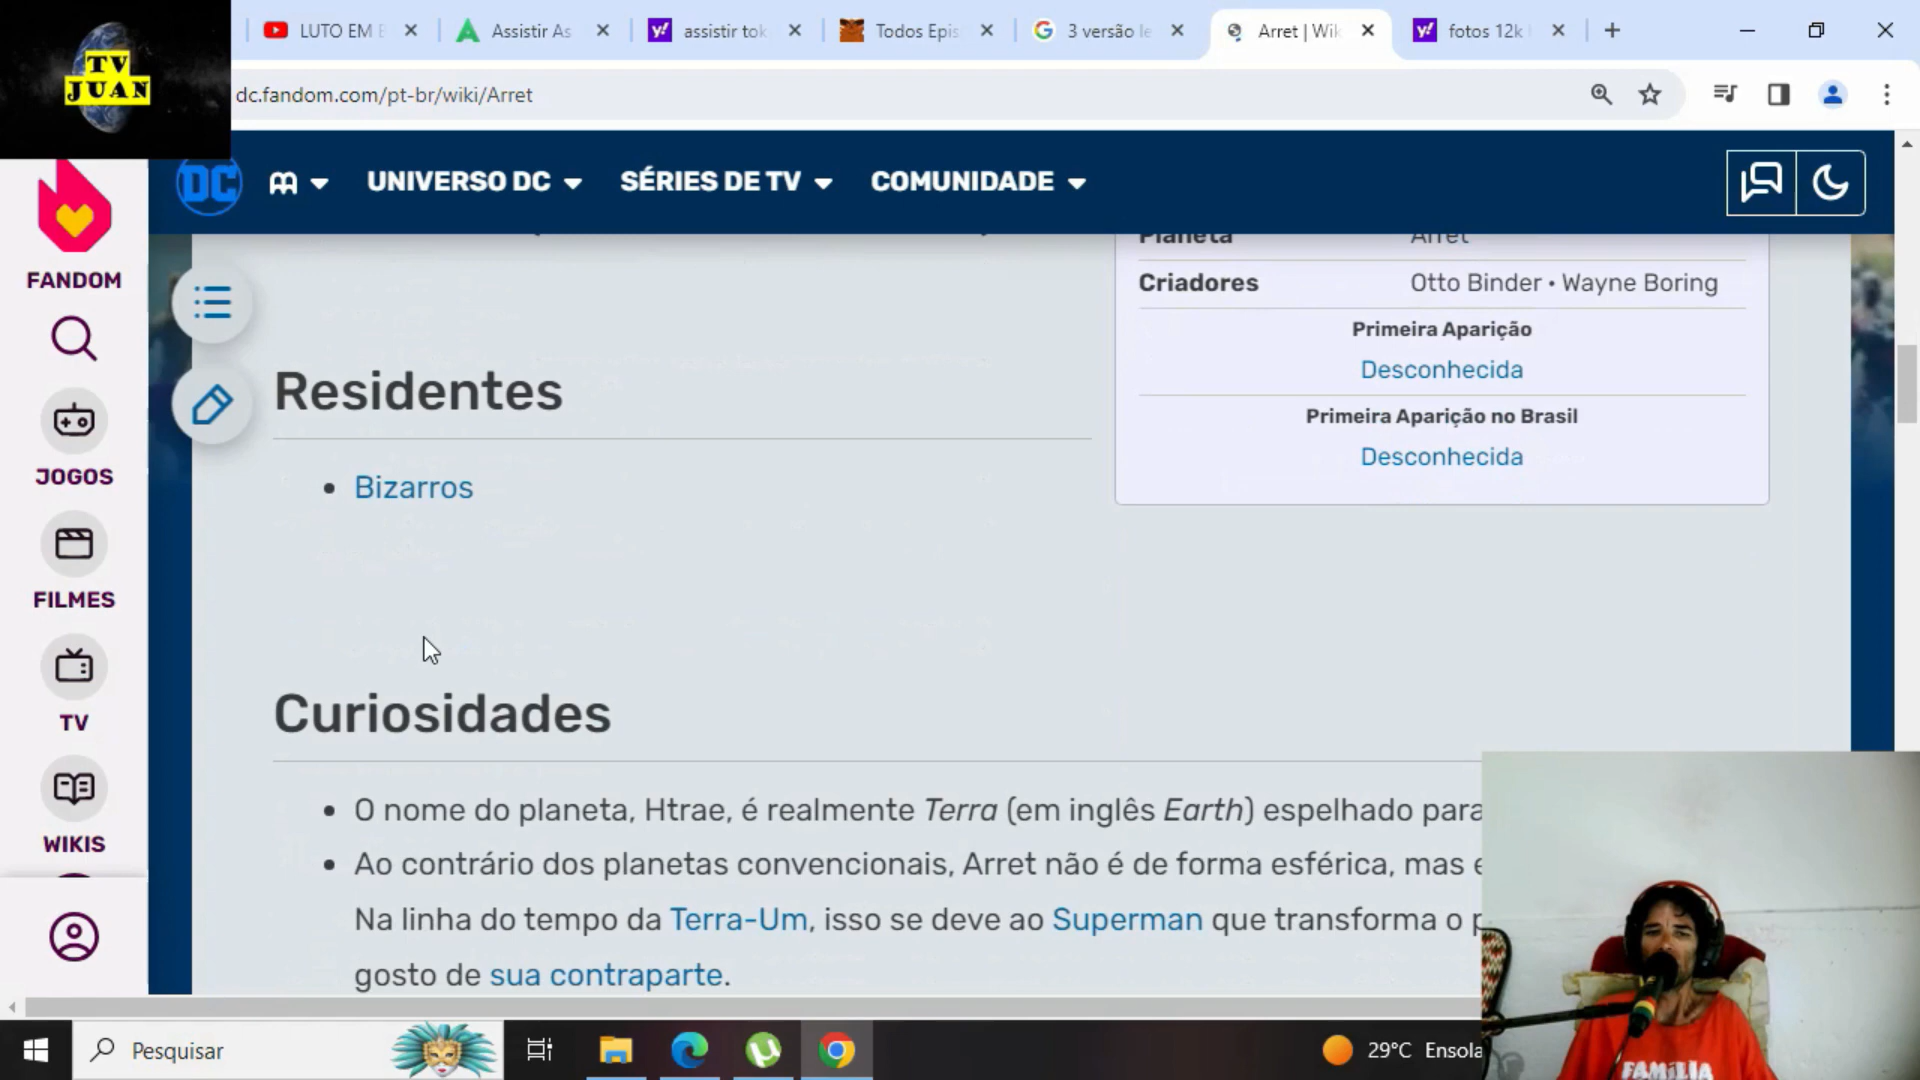 TV
JUAN
LUTO EM
Assistir As
assistir tok
Todos Epis
3 versão le
Arret | Wik
fotos 12k
dc.fandom.com/pt-br/wiki/Arret
DC
UNIVERSO DC
SÉRIES DE TV
COMUNIDADE
FANDOM
JOGOS
FILMES
TV
WIKIS
Planeta Arret
Criadores Otto Binder • Wayne Boring
Primeira Aparição
Desconhecida
Primeira Aparição no Brasil
Desconhecida
Residentes
• Bizarros
Curiosidades
• O nome do planeta, Htrae, é realmente Terra (em inglês Earth) espelhado para
• Ao contrário dos planetas convencionais, Arret não é de forma esférica, mas
Na linha do tempo da Terra-Um, isso se deve ao Superman que transforma o
gosto de sua contraparte.
Pesquisar
29°C Ensola
FAMÍLIA